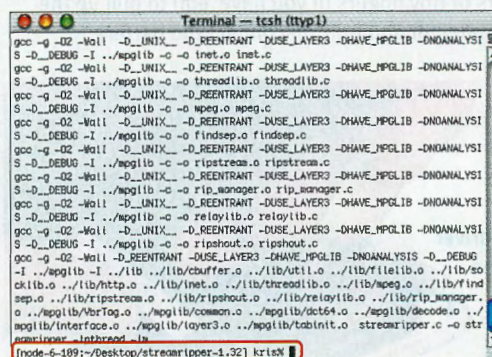 Terminal — tcsh (ttyp1)
gcc -g -O2 -Wall -D__UNIX__ -D_REENTRANT -DUSE_LAYER3 -DHAVE_MPGLIB -DNOANALYSI
S -D__DEBUG -I ../mpglib -c -o inet.o inet.c
gcc -g -O2 -Wall -D__UNIX__ -D_REENTRANT -DUSE_LAYER3 -DHAVE_MPGLIB -DNOANALYSI
S -D__DEBUG -I ../mpglib -c -o threadlib.o threadlib.c
gcc -g -O2 -Wall -D__UNIX__ -D_REENTRANT -DUSE_LAYER3 -DHAVE_MPGLIB -DNOANALYSI
S -D__DEBUG -I ../mpglib -c -o mpeg.o mpeg.c
gcc -g -O2 -Wall -D__UNIX__ -D_REENTRANT -DUSE_LAYER3 -DHAVE_MPGLIB -DNOANALYSI
S -D__DEBUG -I ../mpglib -c -o findsep.o findsep.c
gcc -g -O2 -Wall -D__UNIX__ -D_REENTRANT -DUSE_LAYER3 -DHAVE_MPGLIB -DNOANALYSI
S -D__DEBUG -I ../mpglib -c -o ripstream.o ripstream.c
gcc -g -O2 -Wall -D__UNIX__ -D_REENTRANT -DUSE_LAYER3 -DHAVE_MPGLIB -DNOANALYSI
S -D__DEBUG -I ../mpglib -c -o rip_manager.o rip_manager.c
gcc -g -O2 -Wall -D__UNIX__ -D_REENTRANT -DUSE_LAYER3 -DHAVE_MPGLIB -DNOANALYSI
S -D__DEBUG -I ../mpglib -c -o relaylib.o relaylib.c
gcc -g -O2 -Wall -D__UNIX__ -D_REENTRANT -DUSE_LAYER3 -DHAVE_MPGLIB -DNOANALYSI
S -D__DEBUG -I ../mpglib -c -o ripshout.o ripshout.c
gcc -g -O2 -Wall -D_REENTRANT -DUSE_LAYER3 -DHAVE_MPGLIB -DNOANALYSIS -D__DEBUG
-I ../mpglib -I ../lib ../lib/cbuffer.o ../lib/util.o ../lib/filelib.o ../lib/so
cklib.o ../lib/http.o ../lib/inet.o ../lib/threadlib.o ../lib/mpeg.o ../lib/find
sep.o ../lib/ripstream.o ../lib/ripshout.o ../lib/relaylib.o ../lib/rip_manager.
o ../mpglib/VbrTag.o ../mpglib/common.o ../mpglib/dct64.o ../mpglib/decode.o ../
mpglib/interface.o ../mpglib/layer3.o ../mpglib/tabinit.o streamripper.c -o str
eamripper -lpthread -lm
[node-6-189:~/Desktop/streamripper-1.32] kris%